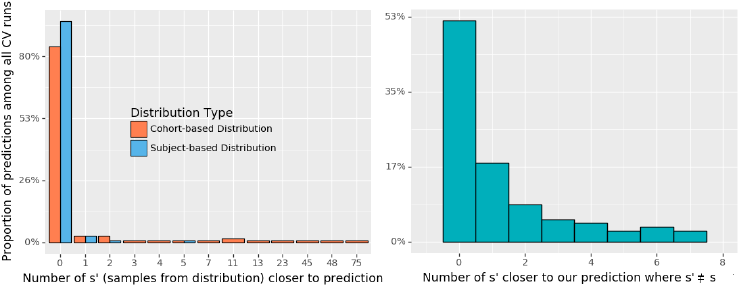 Proportion of predictions among all CV runs
80%
53%
26%
0%
Distribution Type
Cohort-based Distribution
Subject-based Distribution
0 1 2 3 4 5 7 11 13 23 45 48 75
Number of s' (samples from distribution) closer to prediction
53%
35%
17%
0%
0 2 4 6 8
Number of s' closer to our prediction where s' ≠ s